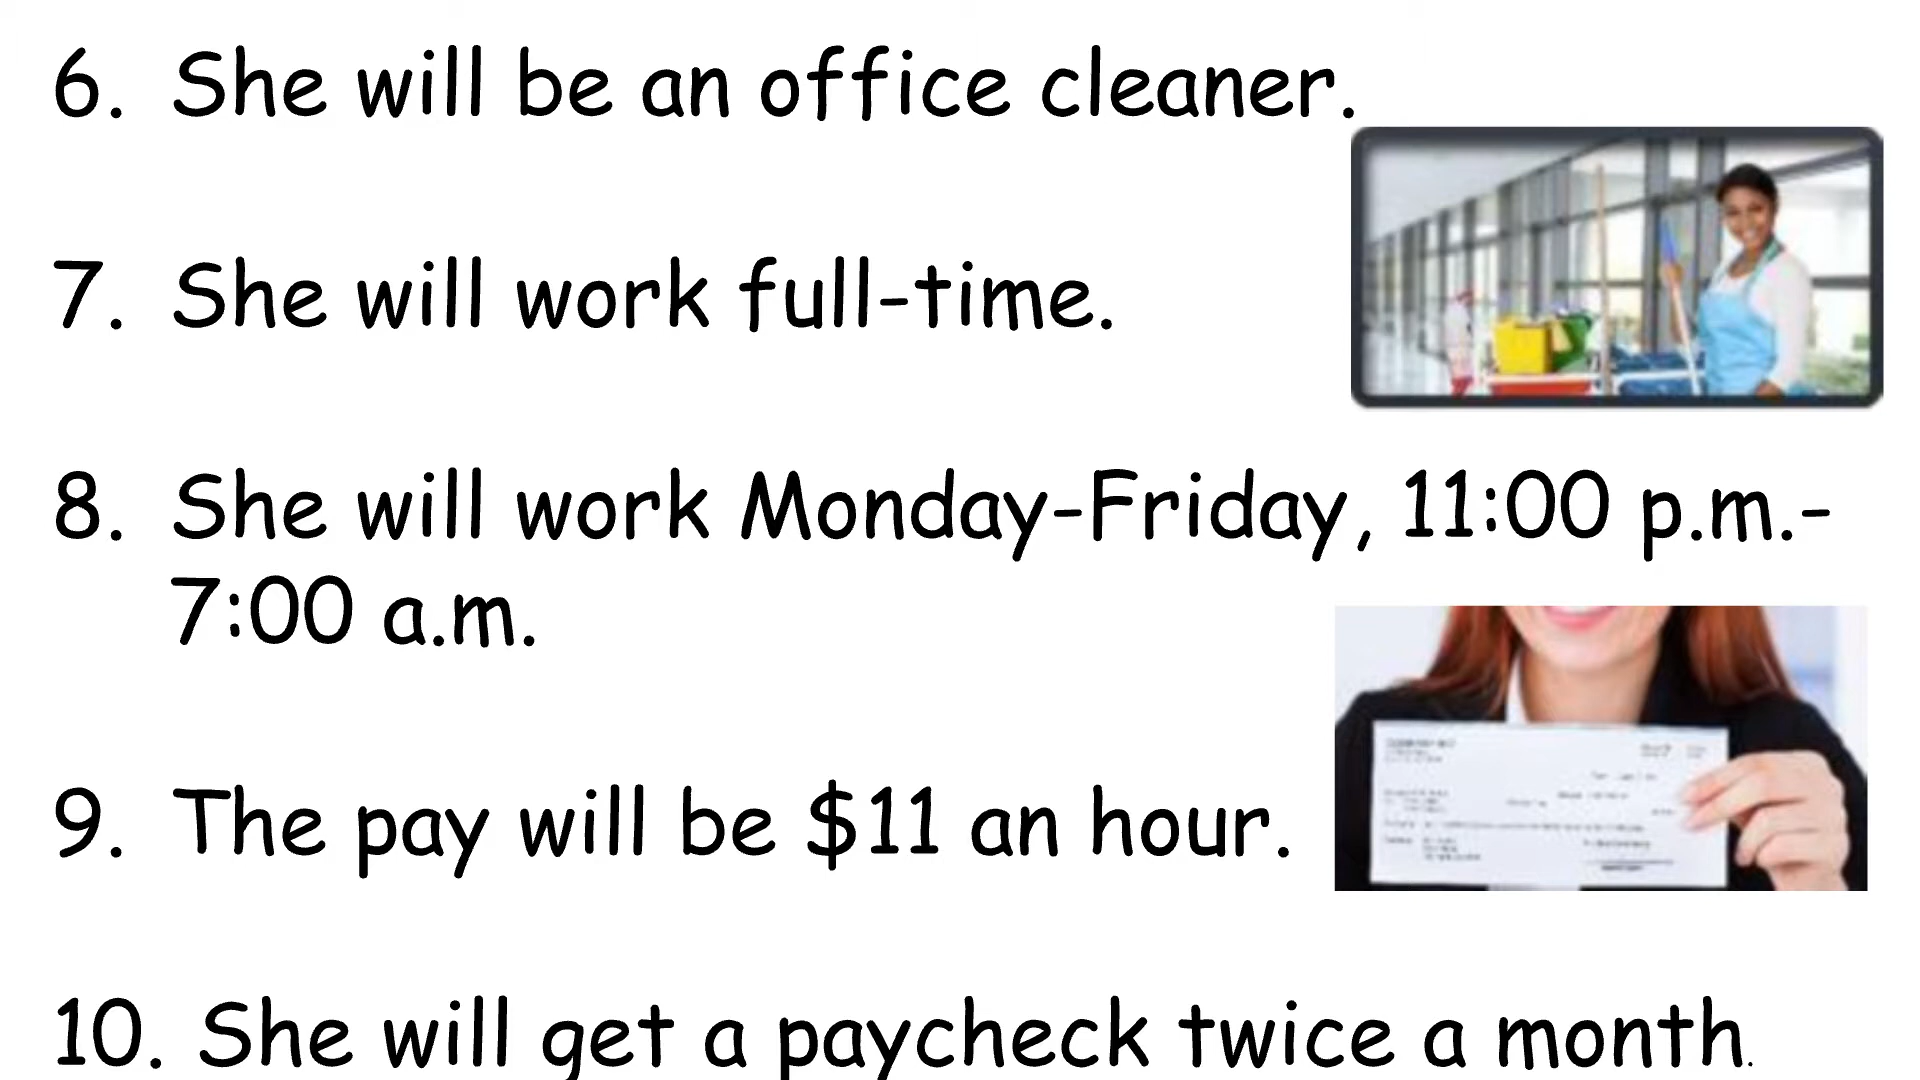 6. She will be an office cleaner.
7. She will work full-time.
8. She will work Monday-Friday, 11:00 p.m.-
7:00 a.m.
9. The pay will be $11 an hour.
10. She will get a paycheck twice a month.